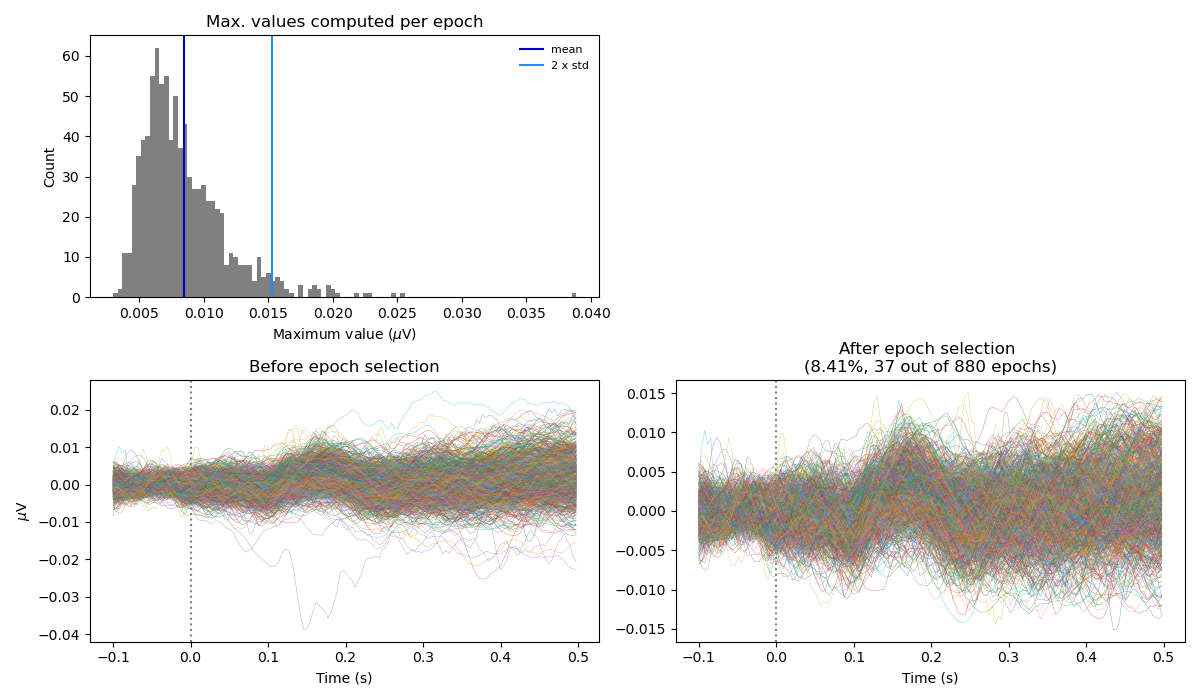 Max. values computed per epoch
mean
2 x std
60
50
40
30
20
10
0
Count
0.005 0.010 0.015 0.020 0.025 0.030 0.035 0.040
Maximum value (μV)
Before epoch selection
0.02
0.01
0.00
−0.01
−0.02
−0.03
−0.04
μV
−0.1 0.0 0.1 0.2 0.3 0.4 0.5
Time (s)
After epoch selection
(8.41%, 37 out of 880 epochs)
0.015
0.010
0.005
0.000
−0.005
−0.010
−0.015
−0.1 0.0 0.1 0.2 0.3 0.4 0.5
Time (s)